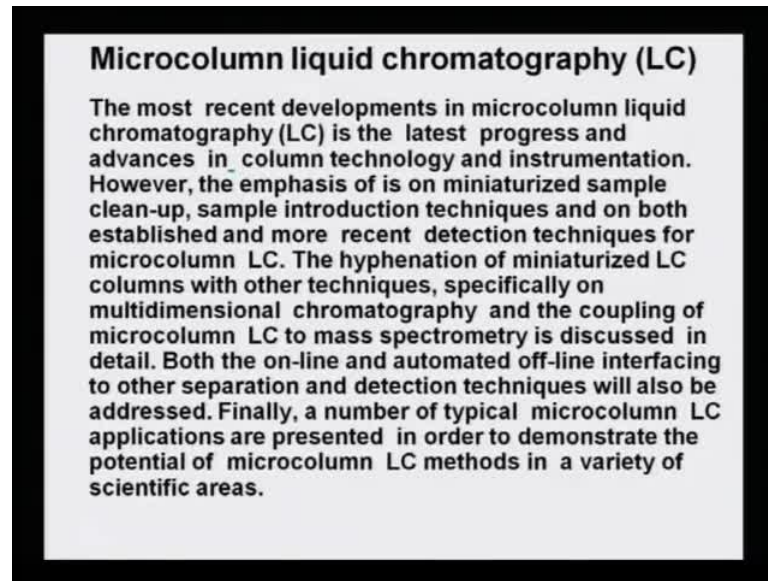 Microcolumn liquid chromatography (LC)
The most recent developments in microcolumn liquid
chromatography (LC) is the latest progress and
advances in_ column technology and instrumentation.
However, the emphasis of is on miniaturized sample
clean-up, sample introduction techniques and on both
established and more recent detection techniques for
microcolumn LC. The hyphenation of miniaturized LC
columns with other techniques, specifically on
multidimensional chromatography and the coupling of
microcolumn LC to mass spectrometry is discussed in
detail. Both the on-line and automated off-line interfacing
to other separation and detection techniques will also be
addressed. Finally, a number of typical microcolumn LC
applications are presented in order to demonstrate the
potential of microcolumn LC methods in a variety of
scientific areas.